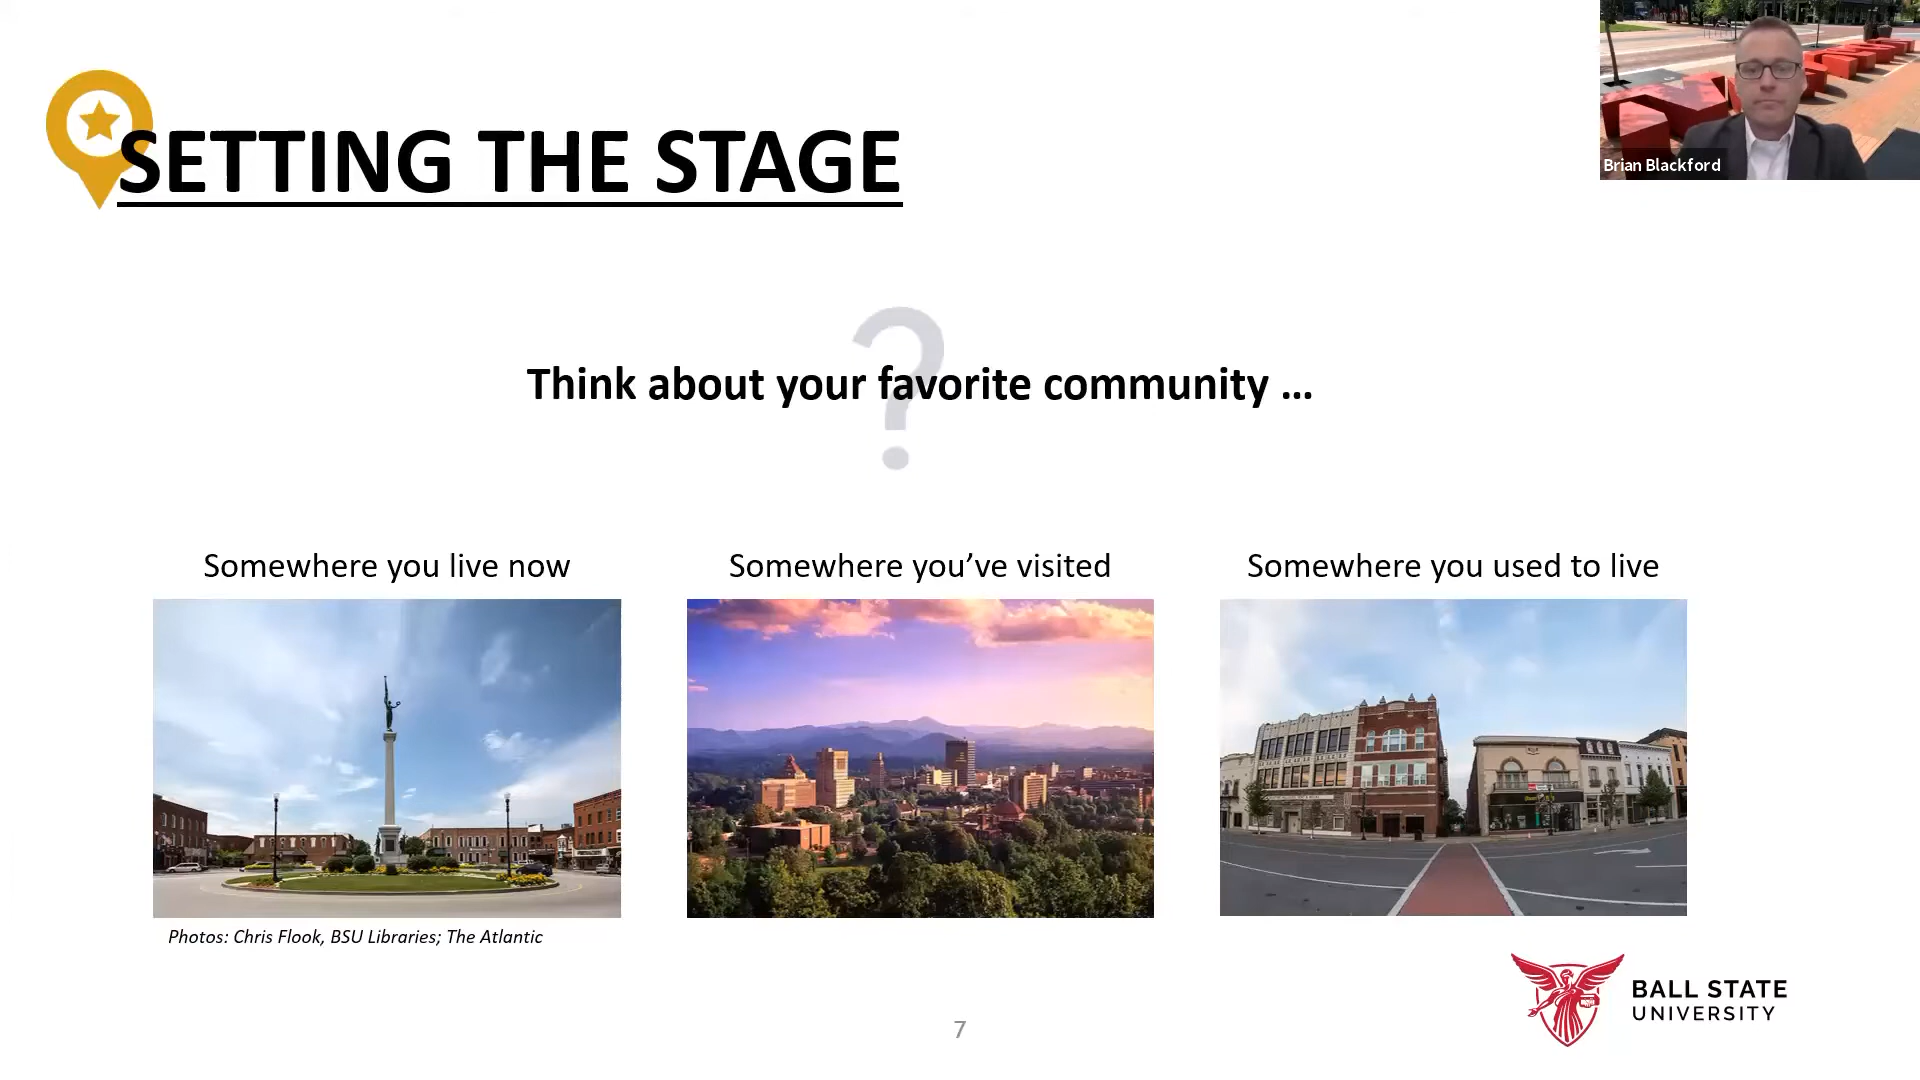 SETTING THE STAGE
Brian Blackford
?
Think about your favorite community ...
Somewhere you live now
Somewhere you’ve visited
Somewhere you used to live
Photos: Chris Flook, BSU Libraries; The Atlantic
BALL STATE
UNIVERSITY
7